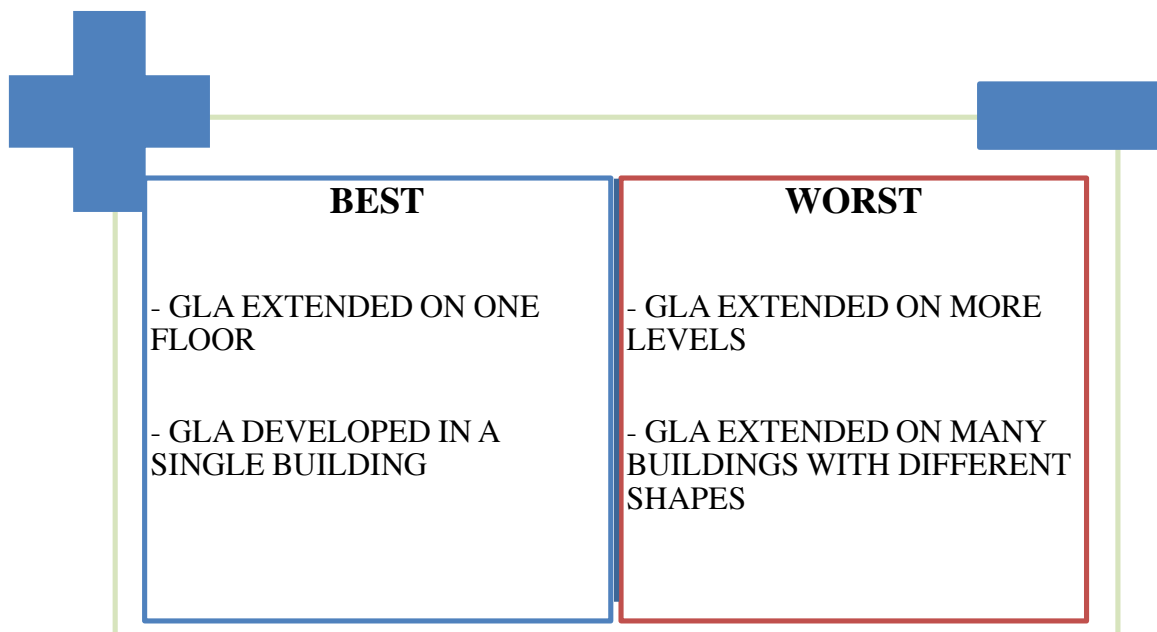 BEST
- GLA EXTENDED ON ONE
FLOOR
- GLA DEVELOPED IN A
SINGLE BUILDING
WORST
- GLA EXTENDED ON MORE
LEVELS
- GLA EXTENDED ON MANY
BUILDINGS WITH DIFFERENT
SHAPES